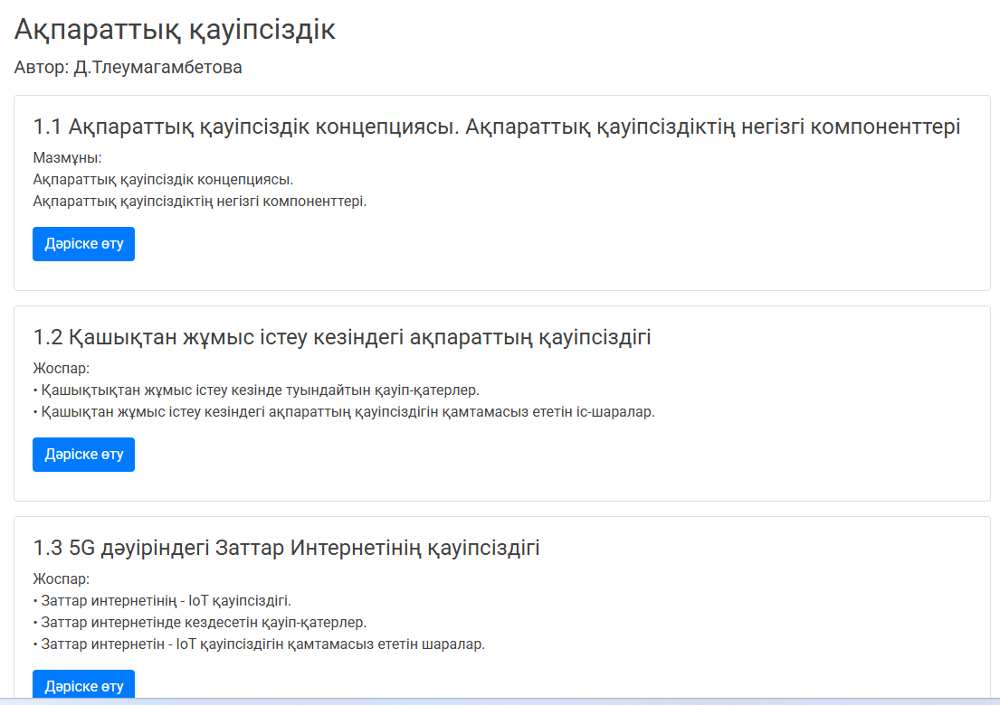 Ақпараттық қауіпсіздік
Автор: Д.Тлеумагамбетова
1.1 Ақпараттық қауіпсіздік концепциясы. Ақпараттық қауіпсіздіктің негізгі компоненттері
Мазмұны:
Ақпараттық қауіпсіздік концепциясы.
Ақпараттық қауіпсіздіктің негізгі компоненттері.
Дәріске өту
1.2 Қашықтан жұмыс істеу кезіндегі ақпараттың қауіпсіздігі
Жоспар:
• Қашықтықтан жұмыс істеу кезінде туындайтын қауіп-қатерлер.
• Қашықтан жұмыс істеу кезіндегі ақпараттың қауіпсіздігін қамтамасыз ететін іс-шаралар.
Дәріске өту
1.3 5G дәуіріндегі Заттар Интернетінің қауіпсіздігі
Жоспар:
• Заттар интернетінің - IoT қауіпсіздігі.
• Заттар интернетінде кездесетін қауіп-қатерлер.
• Заттар интернетін - IoT қауіпсіздігін қамтамасыз ететін шаралар.
Дәріске өту